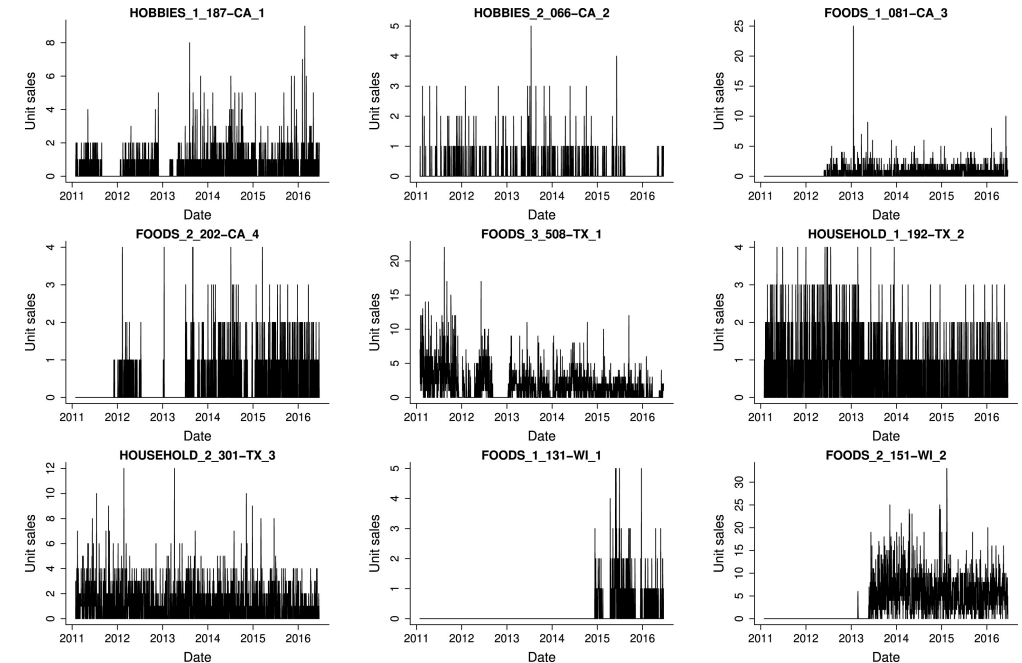 HOBBIES_1_187−CA_1
Unit sales
0 2 4 6 8
2011 2012 2013 2014 2015 2016
Date
HOBBIES_2_066−CA_2
Unit sales
0 1 2 3 4 5
2011 2012 2013 2014 2015 2016
Date
FOODS_1_081−CA_3
Unit sales
0 5 10 15 20 25
2011 2012 2013 2014 2015 2016
Date
FOODS_2_202−CA_4
Unit sales
0 1 2 3 4
2011 2012 2013 2014 2015 2016
Date
FOODS_3_508−TX_1
Unit sales
0 5 10 15 20
2011 2012 2013 2014 2015 2016
Date
HOUSEHOLD_1_192−TX_2
Unit sales
0 1 2 3 4
2011 2012 2013 2014 2015 2016
Date
HOUSEHOLD_2_301−TX_3
Unit sales
0 2 4 6 8 10 12
2011 2012 2013 2014 2015 2016
Date
FOODS_1_131−WI_1
Unit sales
0 1 2 3 4 5
2011 2012 2013 2014 2015 2016
Date
FOODS_2_151−WI_2
Unit sales
0 5 10 15 20 25 30
2011 2012 2013 2014 2015 2016
Date